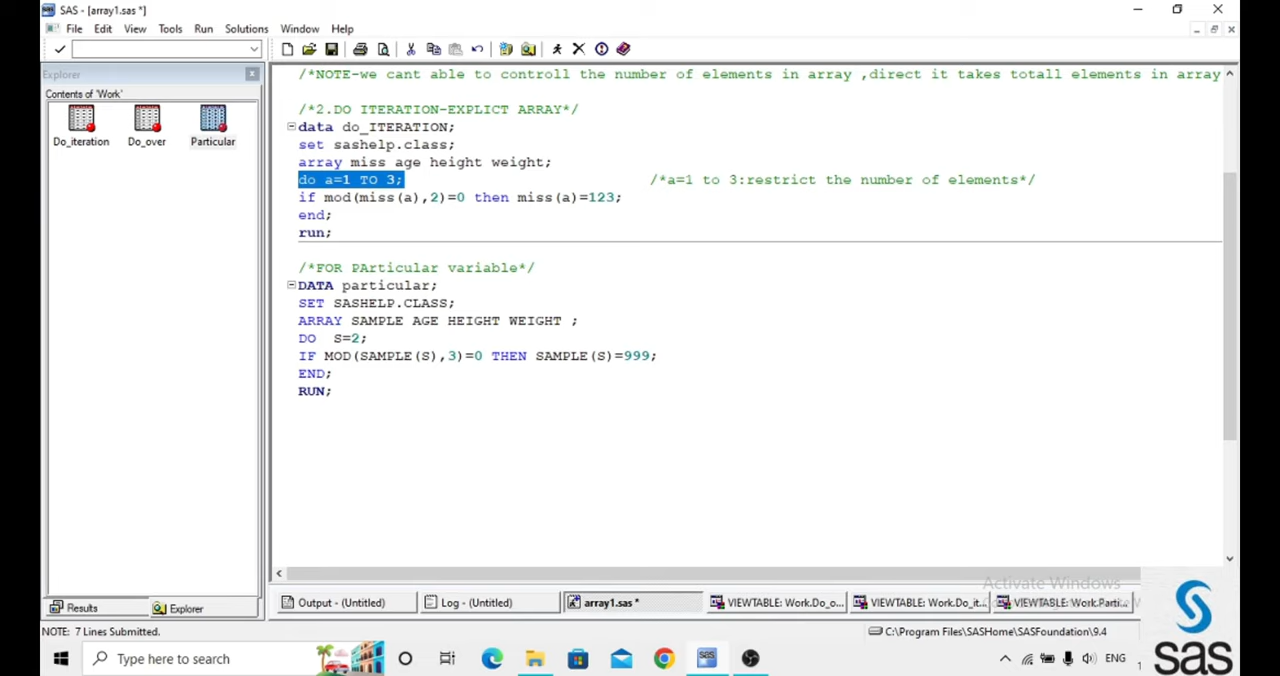 SAS - [array1.sas *]
File Edit View Tools Run Solutions Window Help
Explorer
Contents of 'Work'
Do_iteration Do_over Particular
/*NOTE-we cant able to controll the number of elements in array ,direct it takes totall elements in array
/*2.DO ITERATION-EXPLICT ARRAY*/
data do_ITERATION;
set sashelp.class;
array miss age height weight;
do a=1 TO 3; /*a=1 to 3:restrict the number of elements*/
if mod(miss(a),2)=0 then miss(a)=123;
end;
run;
/*FOR PArticular variable*/
DATA particular;
SET SASHELP.CLASS;
ARRAY SAMPLE AGE HEIGHT WEIGHT ;
DO S=2;
IF MOD(SAMPLE(S),3)=0 THEN SAMPLE(S)=999;
END;
RUN;
Activate Windows
Results Explorer
Output - (Untitled) Log - (Untitled) array1.sas * VIEWTABLE: Work.Do_o... VIEWTABLE: Work.Do_it... VIEWTABLE: Work.Parti...
NOTE: 7 Lines Submitted. C:\Program Files\SASHome\SASFoundation\9.4
Type here to search SAS ENG
sas